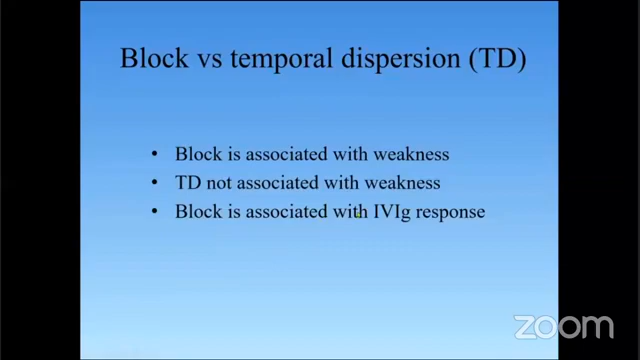 Block vs temporal dispersion (TD)
• Block is associated with weakness
• TD not associated with weakness
• Block is associated with IVIg response
zoom